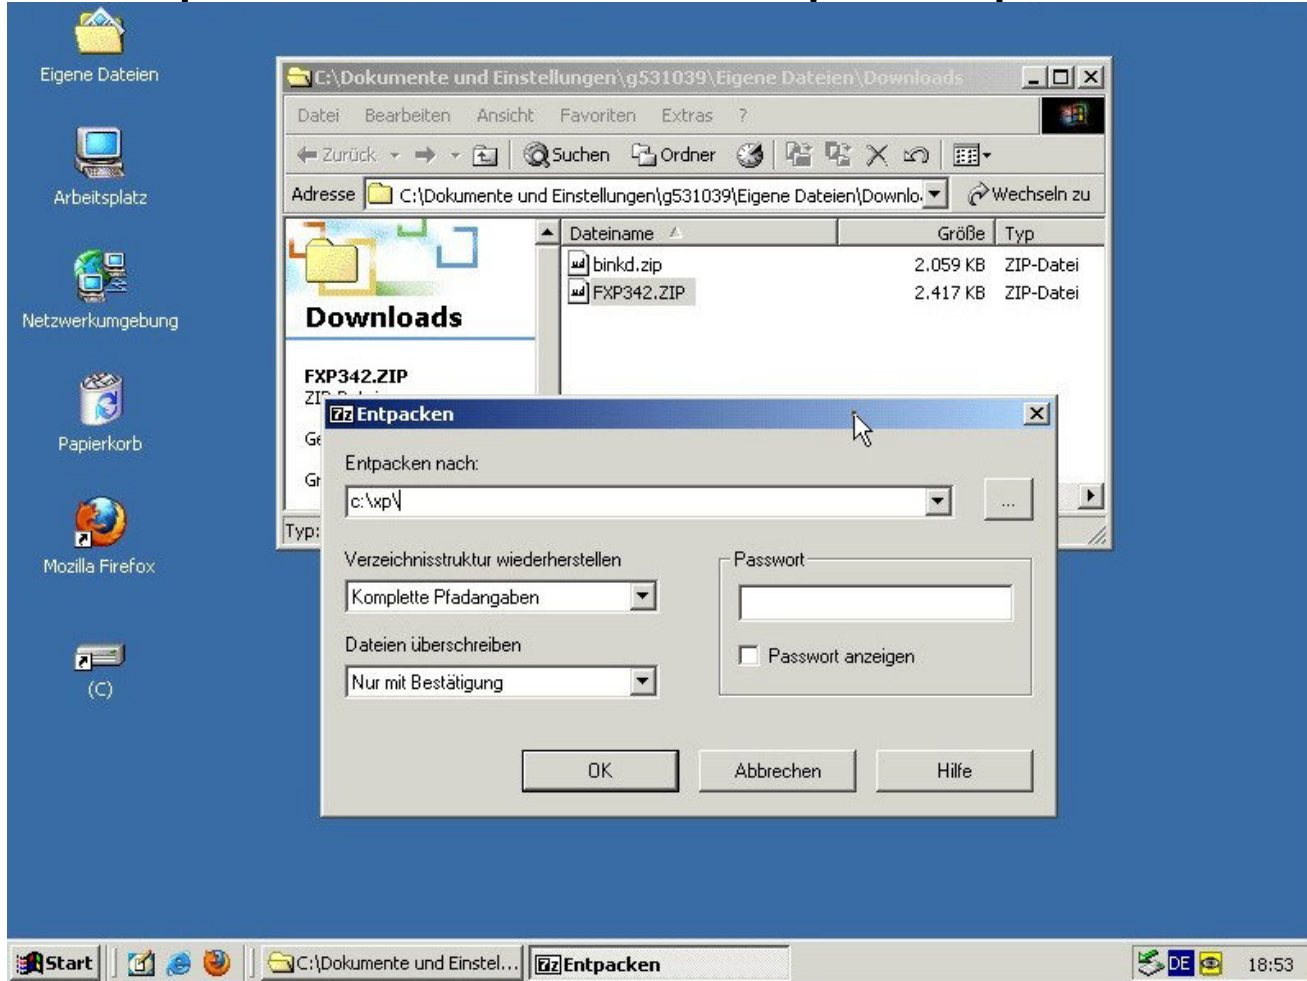 Eigene Dateien
Arbeitsplatz
Netzwerkumgebung
Papierkorb
Mozilla Firefox
(C)
C:\Dokumente und Einstellungen\g531039\Eigene Dateien\Downloads
Datei Bearbeiten Ansicht Favoriten Extras ?
Zurück Suchen Ordner
Adresse C:\Dokumente und Einstellungen\g531039\Eigene Dateien\Downlo Wechseln zu
Dateiname Größe Typ
binkd.zip 2.059 KB ZIP-Datei
FXP342.ZIP 2.417 KB ZIP-Datei
Downloads
FXP342.ZIP
Typ:
7z Entpacken
Entpacken nach:
c:\xp\
...
Verzeichnisstruktur wiederherstellen
Komplette Pfadangaben
Dateien überschreiben
Nur mit Bestätigung
Passwort
Passwort anzeigen
OK Abbrechen Hilfe
Start C:\Dokumente und Einstel... 7z Entpacken DE 18:53